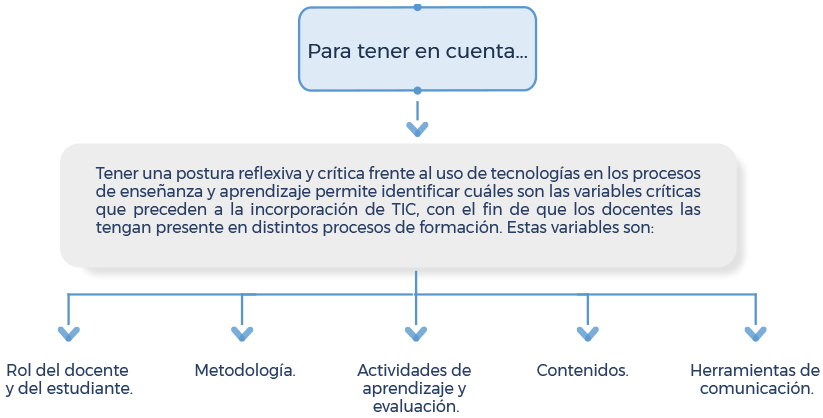 Para tener en cuenta...
Tener una postura reflexiva y crítica frente al uso de tecnologías en los procesos
de enseñanza y aprendizaje permite identificar cuáles son las variables críticas
que preceden a la incorporación de TIC, con el fin de que los docentes las
tengan presente en distintos procesos de formación. Estas variables son:
Rol del docente
y del estudiante.
Metodología.
Actividades de
aprendizaje y
evaluación.
Contenidos.
Herramientas de
comunicación.